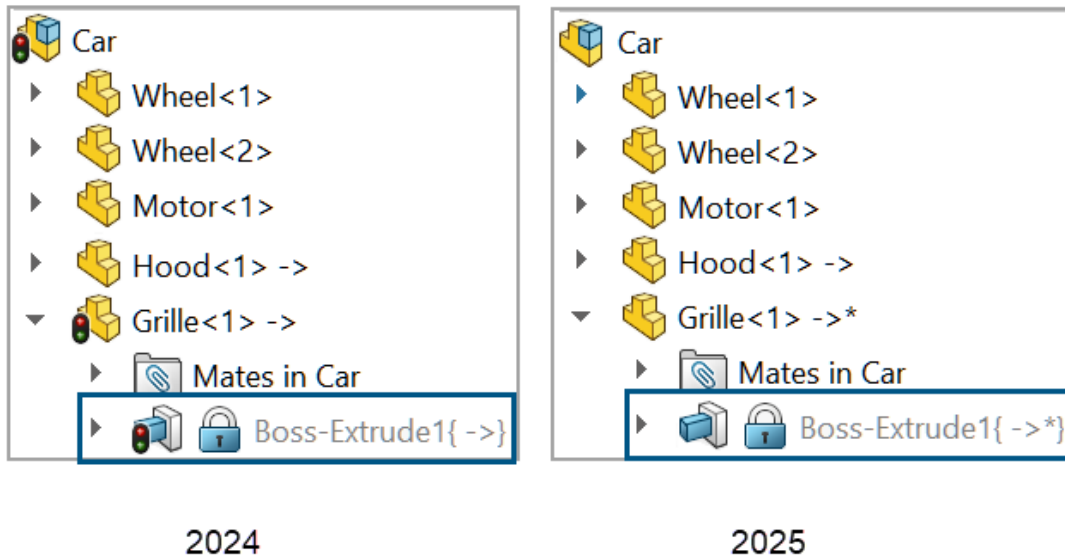 Car
Wheel<1>
Wheel<2>
Motor<1>
Hood<1> ->
Grille<1> ->
Mates in Car
Boss-Extrude1{ ->}
2024
Car
Wheel<1>
Wheel<2>
Motor<1>
Hood<1> ->
Grille<1> ->*
Mates in Car
Boss-Extrude1{ ->*}
2025